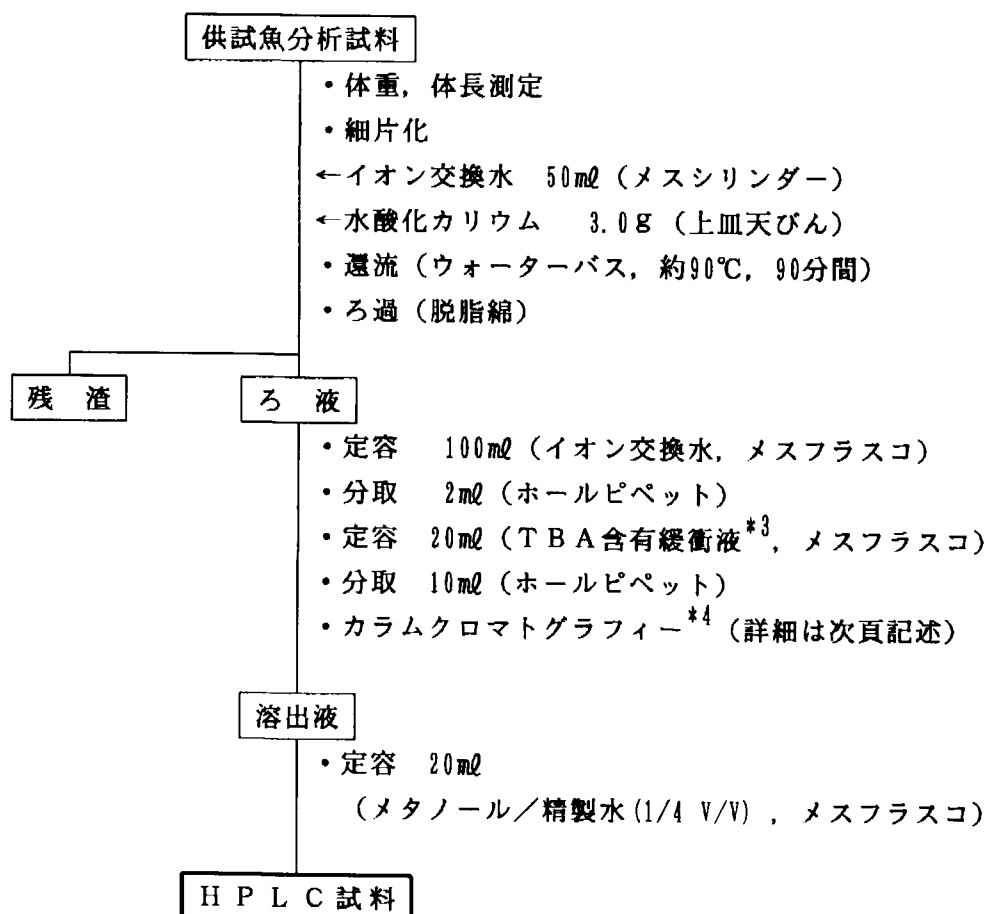 供試魚分析試料
・体重，体長測定
・細片化
←イオン交換水　50mℓ（メスシリンダー）
←水酸化カリウム　3.0g（上皿天びん）
・還流（ウォーターバス，約90℃，90分間）
・ろ過（脱脂綿）
残　渣　ろ　液
・定容　100mℓ（イオン交換水，メスフラスコ）
・分取　2mℓ（ホールピペット）
・定容　20mℓ（ＴＢＡ含有緩衝液*3，メスフラスコ）
・分取　10mℓ（ホールピペット）
・カラムクロマトグラフィー*4（詳細は次頁記述）
溶出液
・定容　20mℓ
（メタノール／精製水(1/4 V/V)，メスフラスコ）
ＨＰＬＣ試料